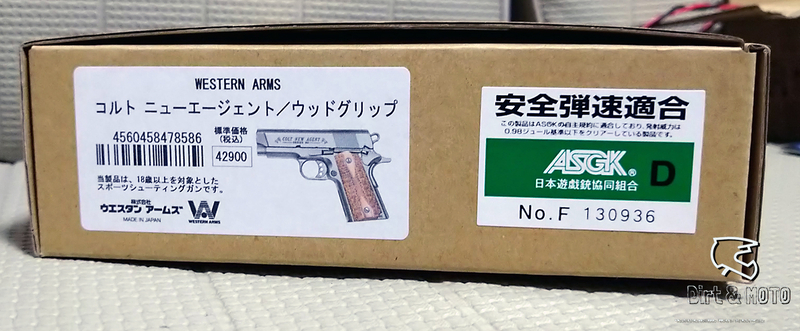 WESTERN ARMS
コルト ニューエージェント／ウッドグリップ
4560458478586
標準価格
(税込)
42900
COLT NEW AGENT
当製品は、18歳以上を対象とした
スポーツシューティングガンです。
株式会社
ウエスタン アームズ
MADE IN JAPAN
WESTERN ARMS
安全弾速適合
この製品はASGKの自主規約に適合しており、発射威力は
0.98ジュール基準以下をクリアーしている製品です。
ASGK® D
日本遊戯銃協同組合
No.F 130936
Dirt & MOTO